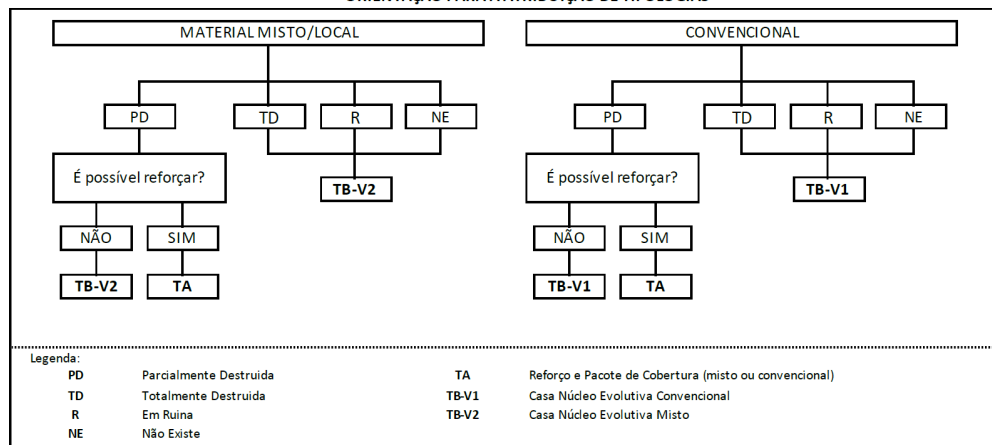 MATERIAL MISTO/LOCAL
CONVENCIONAL
PD
TD
R
NE
PD
TD
R
NE
É possível reforçar?
TB-V2
É possível reforçar?
TB-V1
NÃO
SIM
NÃO
SIM
TB-V2
TA
TB-V1
TA
Legenda:
PD Parcialmente Destruida TA Reforço e Pacote de Cobertura (misto ou convencional)
TD Totalmente Destruida TB-V1 Casa Núcleo Evolutiva Convencional
R Em Ruina TB-V2 Casa Núcleo Evolutiva Misto
NE Não Existe